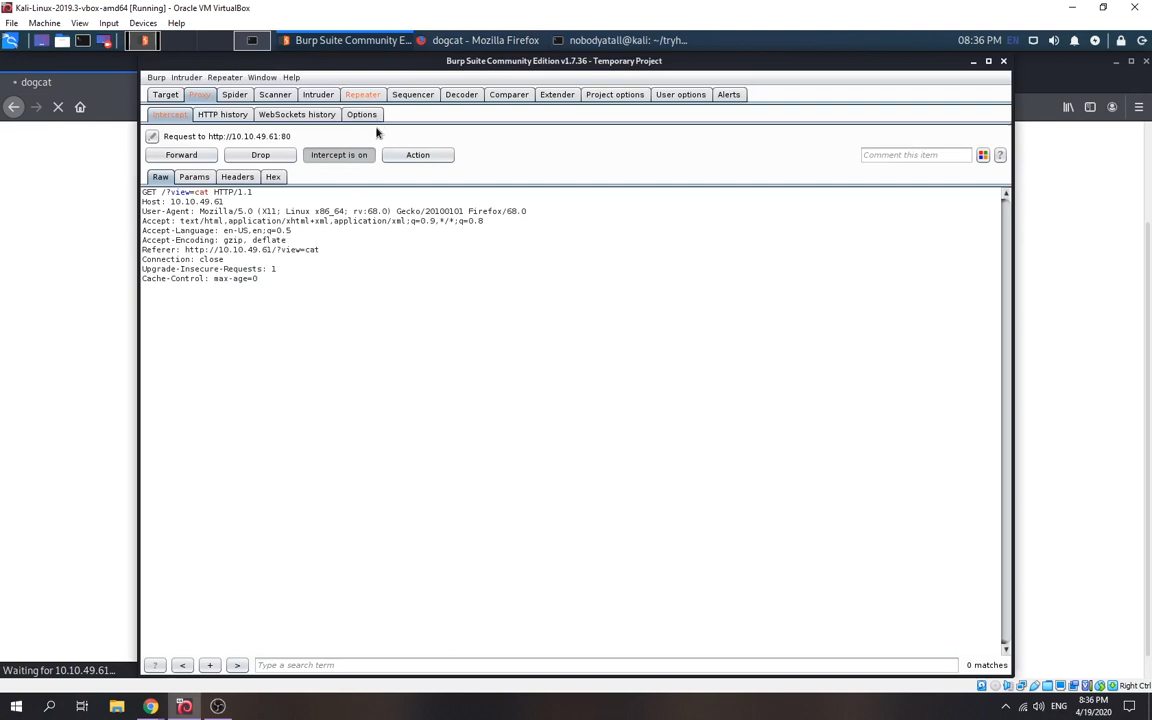 Kali-Linux-2019.3-vbox-amd64 [Running] - Oracle VM VirtualBox
File Machine View Input Devices Help
Burp Suite Community E... dogcat - Mozilla Firefox nobodyatall@kali: ~/tryh... 08:36 PM EN
Burp Suite Community Edition v1.7.36 - Temporary Project
Burp Intruder Repeater Window Help
dogcat
Target Proxy Spider Scanner Intruder Repeater Sequencer Decoder Comparer Extender Project options User options Alerts
Intercept HTTP history WebSockets history Options
Request to http://10.10.49.61:80
Forward Drop Intercept is on Action Comment this item ?
Raw Params Headers Hex
GET /?view=cat HTTP/1.1
Host: 10.10.49.61
User-Agent: Mozilla/5.0 (X11; Linux x86_64; rv:68.0) Gecko/20100101 Firefox/68.0
Accept: text/html,application/xhtml+xml,application/xml;q=0.9,*/*;q=0.8
Accept-Language: en-US,en;q=0.5
Accept-Encoding: gzip, deflate
Referer: http://10.10.49.61/?view=cat
Connection: close
Upgrade-Insecure-Requests: 1
Cache-Control: max-age=0
? < + > Type a search term 0 matches
Waiting for 10.10.49.61...
Right Ctrl
ENG 8:36 PM
4/19/2020